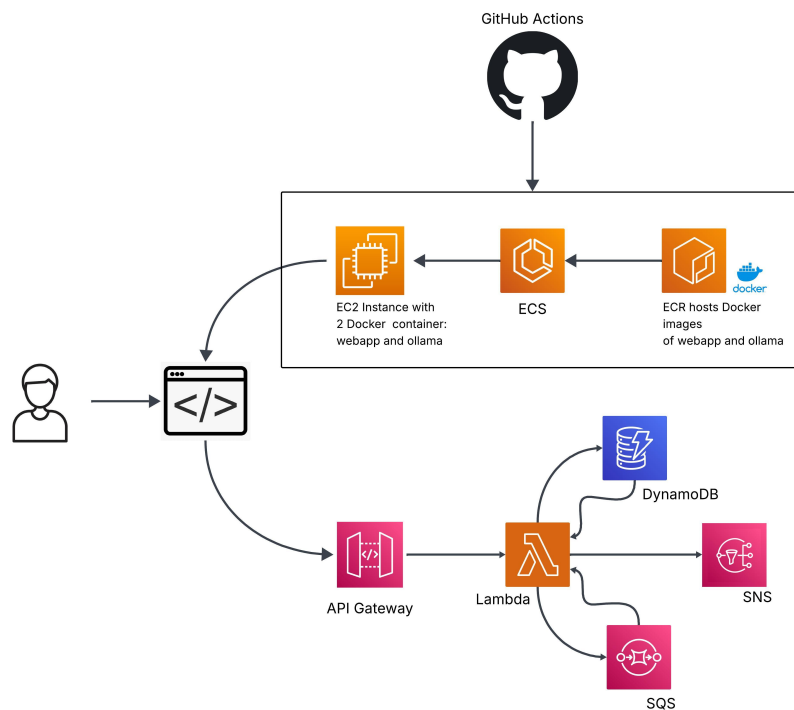 GitHub Actions
EC2 Instance with
2 Docker container:
webapp and ollama
ECS
docker
ECR hosts Docker
images
of webapp and ollama
</>
DynamoDB
</>
API Gateway
Lambda
SNS
SQS